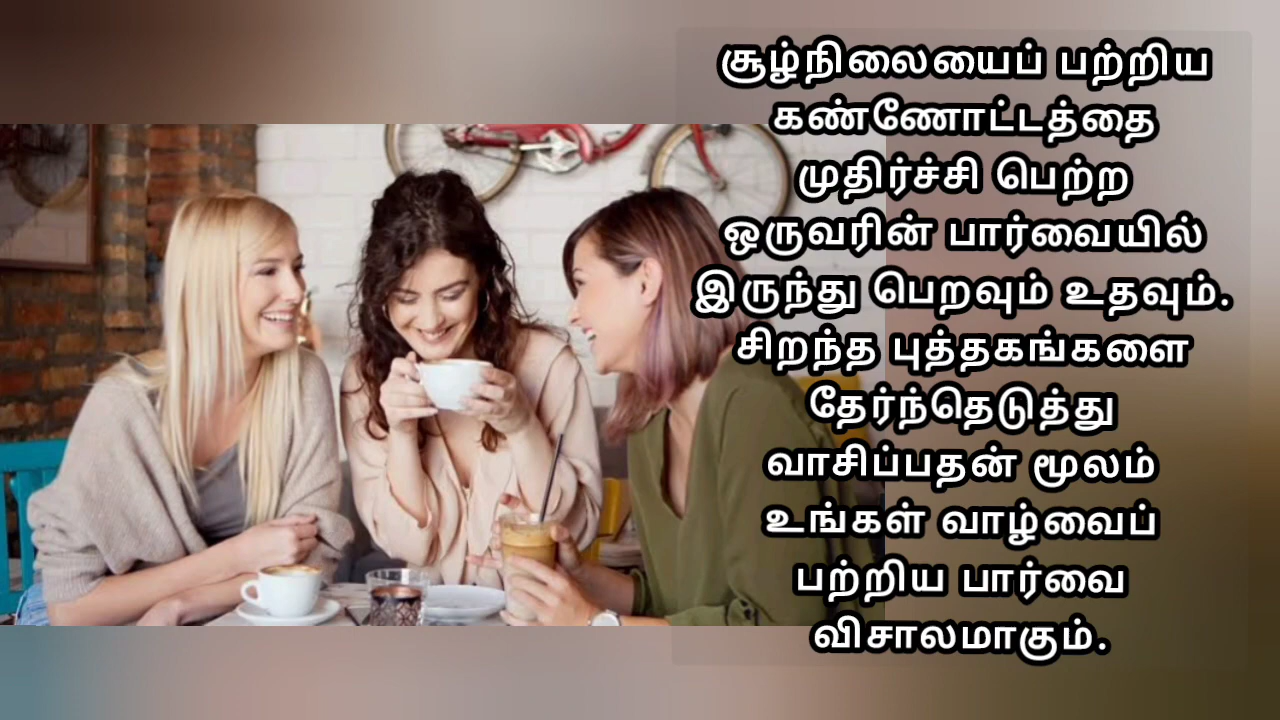 சூழ்நிலையைப் பற்றிய
கண்ணோட்டத்தை
முதிர்ச்சி பெற்ற
ஒருவரின் பார்வையில்
இருந்து பெறவும் உதவும்.
சிறந்த புத்தகங்களை
தேர்ந்தெடுத்து
வாசிப்பதன் மூலம்
உங்கள் வாழ்வைப்
பற்றிய பார்வை
விசாலமாகும்.